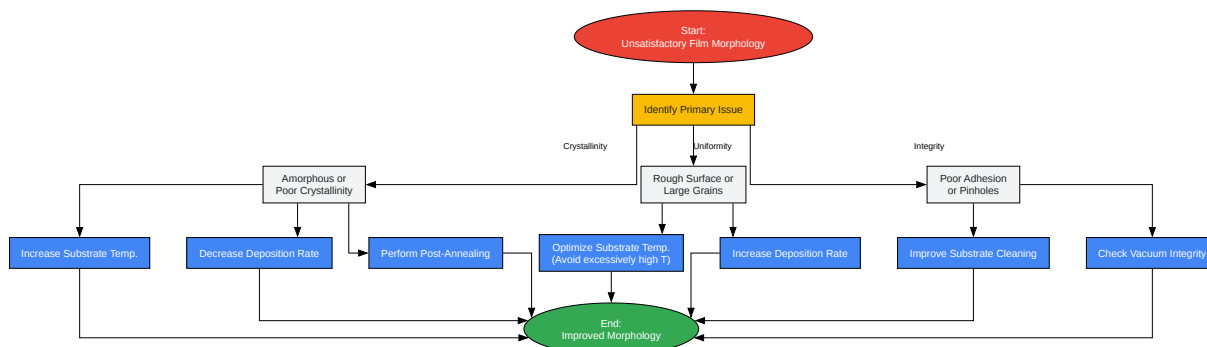 Start:
Unsatisfactory Film Morphology
Identify Primary Issue
Crystallinity
Uniformity
Integrity
Amorphous or
Poor Crystallinity
Rough Surface or
Large Grains
Poor Adhesion
or Pinholes
Increase Substrate Temp.
Decrease Deposition Rate
Perform Post-Annealing
Optimize Substrate Temp.
(Avoid excessively high T)
Increase Deposition Rate
Improve Substrate Cleaning
Check Vacuum Integrity
End:
Improved Morphology